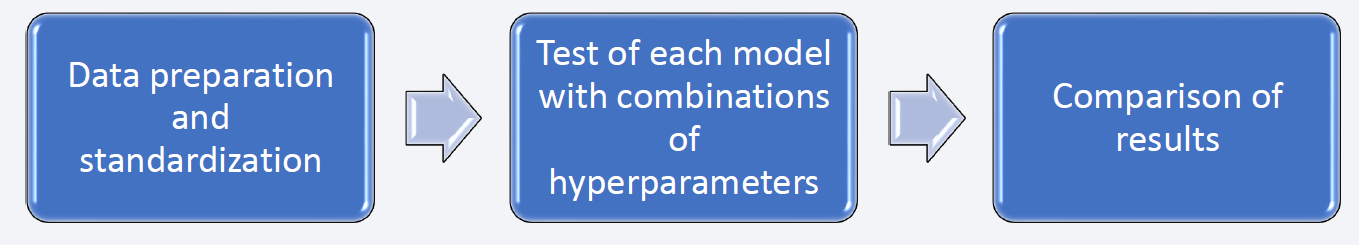 Data preparation
and
standardization
Test of each model
with combinations
of
hyperparameters
Comparison of
results